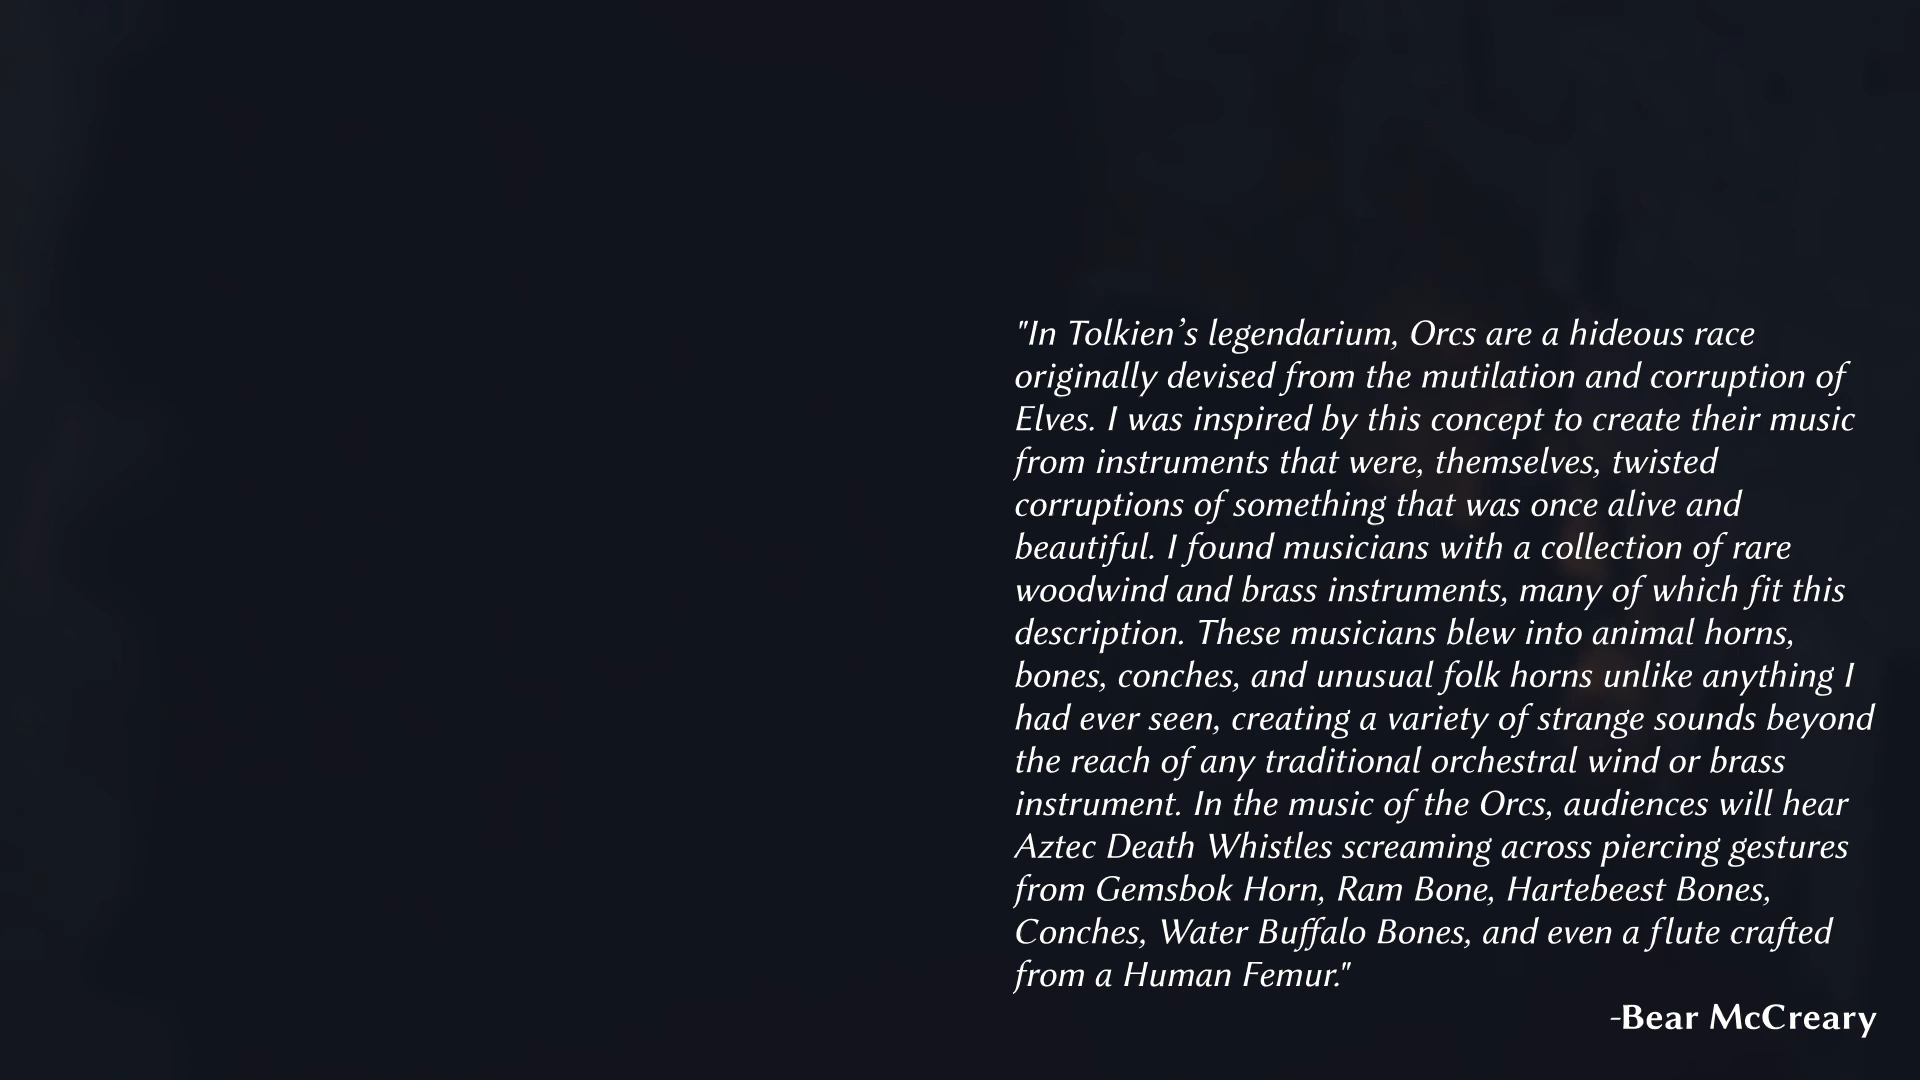 "In Tolkien’s legendarium, Orcs are a hideous race
originally devised from the mutilation and corruption of
Elves. I was inspired by this concept to create their music
from instruments that were, themselves, twisted
corruptions of something that was once alive and
beautiful. I found musicians with a collection of rare
woodwind and brass instruments, many of which fit this
description. These musicians blew into animal horns,
bones, conches, and unusual folk horns unlike anything I
had ever seen, creating a variety of strange sounds beyond
the reach of any traditional orchestral wind or brass
instrument. In the music of the Orcs, audiences will hear
Aztec Death Whistles screaming across piercing gestures
from Gemsbok Horn, Ram Bone, Hartebeest Bones,
Conches, Water Buffalo Bones, and even a flute crafted
from a Human Femur."
-Bear McCreary